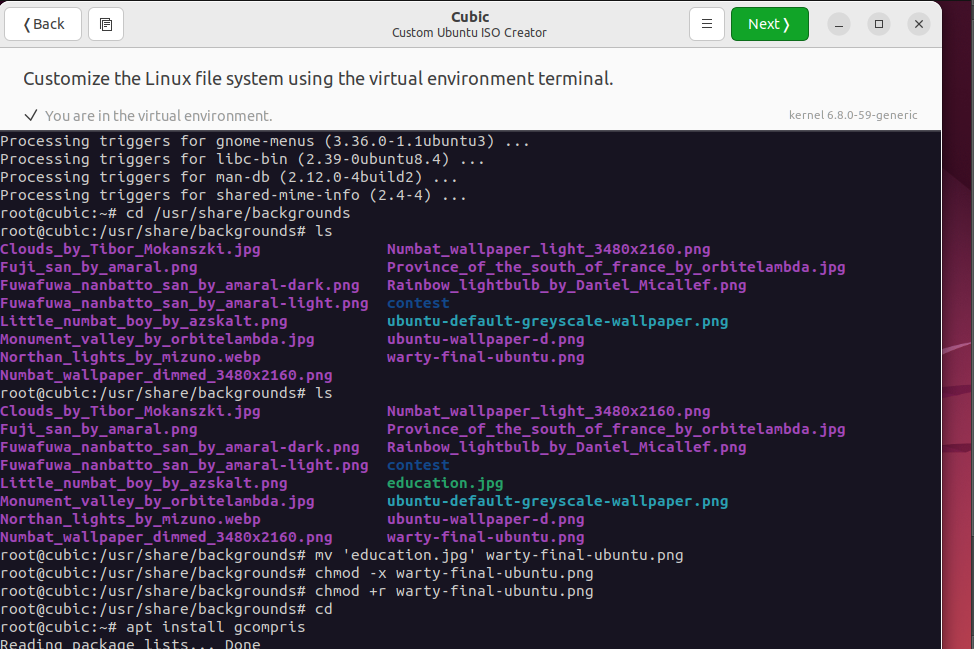 Back
Cubic
Custom Ubuntu ISO Creator
Next
Customize the Linux file system using the virtual environment terminal.
You are in the virtual environment.
kernel 6.8.0-59-generic
Processing triggers for gnome-menus (3.36.0-1.1ubuntu3) ...
Processing triggers for libc-bin (2.39-0ubuntu8.4) ...
Processing triggers for man-db (2.12.0-4build2) ...
Processing triggers for shared-mime-info (2.4-4) ...
root@cubic:~# cd /usr/share/backgrounds
root@cubic:/usr/share/backgrounds# ls
Clouds_by_Tibor_Mokanszki.jpg Numbat_wallpaper_light_3480x2160.png
Fuji_san_by_amaral.png Province_of_the_south_of_france_by_orbitelambda.jpg
Fuwafuwa_nanbatto_san_by_amaral-dark.png Rainbow_lightbulb_by_Daniel_Micallef.png
Fuwafuwa_nanbatto_san_by_amaral-light.png contest
Little_numbat_boy_by_azskalt.png ubuntu-default-greyscale-wallpaper.png
Monument_valley_by_orbitelambda.jpg ubuntu-wallpaper-d.png
Northan_lights_by_mizuno.webp warty-final-ubuntu.png
Numbat_wallpaper_dimmed_3480x2160.png
root@cubic:/usr/share/backgrounds# ls
Clouds_by_Tibor_Mokanszki.jpg Numbat_wallpaper_light_3480x2160.png
Fuji_san_by_amaral.png Province_of_the_south_of_france_by_orbitelambda.jpg
Fuwafuwa_nanbatto_san_by_amaral-dark.png Rainbow_lightbulb_by_Daniel_Micallef.png
Fuwafuwa_nanbatto_san_by_amaral-light.png contest
Little_numbat_boy_by_azskalt.png education.jpg
Monument_valley_by_orbitelambda.jpg ubuntu-default-greyscale-wallpaper.png
Northan_lights_by_mizuno.webp ubuntu-wallpaper-d.png
Numbat_wallpaper_dimmed_3480x2160.png warty-final-ubuntu.png
root@cubic:/usr/share/backgrounds# mv 'education.jpg' warty-final-ubuntu.png
root@cubic:/usr/share/backgrounds# chmod -x warty-final-ubuntu.png
root@cubic:/usr/share/backgrounds# chmod +r warty-final-ubuntu.png
root@cubic:/usr/share/backgrounds# cd
root@cubic:~# apt install gcompris
Reading package lists... Done